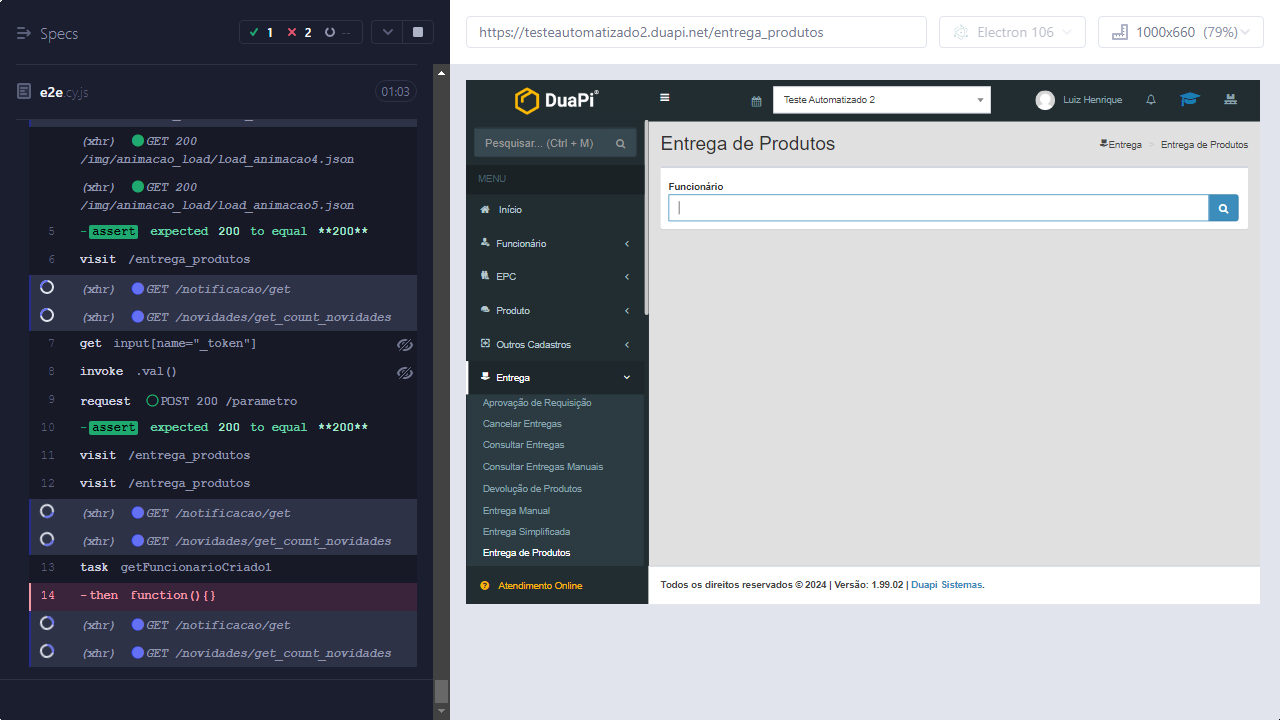 Specs
1
2
--
e2e.cy.js
01:03
(xhr) GET 200
/img/animacao_load/load_animacao4.json
(xhr) GET 200
/img/animacao_load/load_animacao5.json
5 -assert expected 200 to equal **200**
6 visit /entrega_produtos
(xhr) GET /notificacao/get
(xhr) GET /novidades/get_count_novidades
7 get input[name="_token"]
8 invoke .val()
9 request POST 200 /parametro
10 -assert expected 200 to equal **200**
11 visit /entrega_produtos
12 visit /entrega_produtos
(xhr) GET /notificacao/get
(xhr) GET /novidades/get_count_novidades
13 task getFuncionarioCriado1
14 -then function(){}
(xhr) GET /notificacao/get
(xhr) GET /novidades/get_count_novidades
https://testeautomatizado2.duapi.net/entrega_produtos
Electron 106
1000x660 (79%)
DuaPi
Teste Automatizado 2
Luiz Henrique
Pesquisar... (Ctrl + M)
MENU
Início
Funcionário
EPC
Produto
Outros Cadastros
Entrega
Aprovação de Requisição
Cancelar Entregas
Consultar Entregas
Consultar Entregas Manuais
Devolução de Produtos
Entrega Manual
Entrega Simplificada
Entrega de Produtos
Atendimento Online
Entrega de Produtos
Entrega > Entrega de Produtos
Funcionário
Todos os direitos reservados © 2024 | Versão: 1.99.02 | Duapi Sistemas.